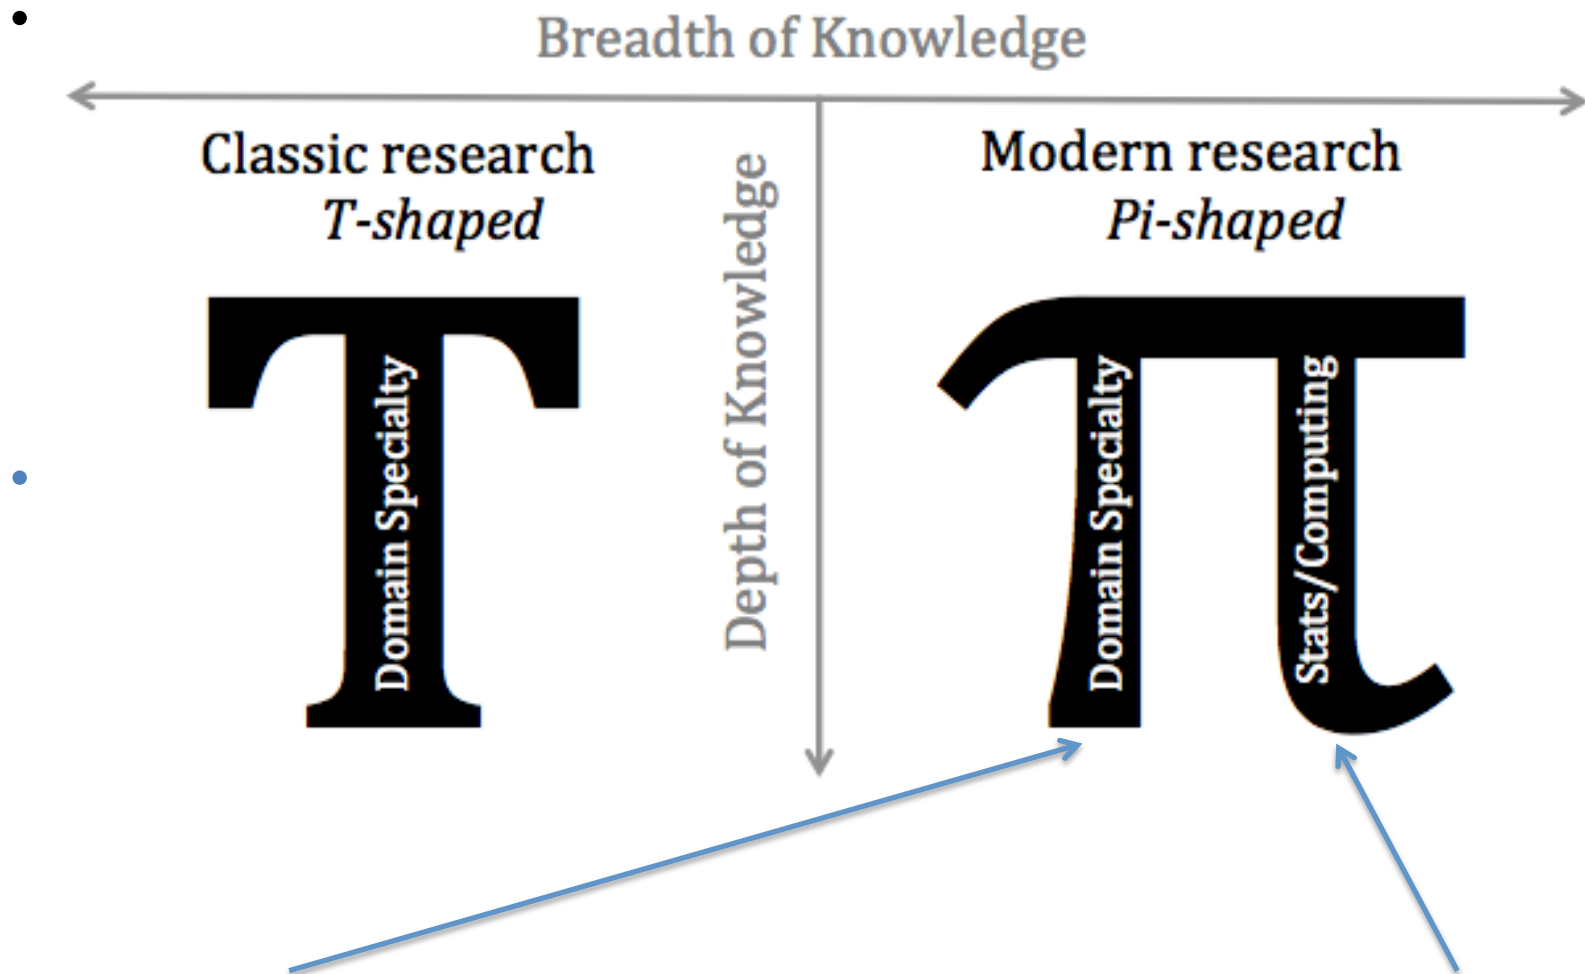 Breadth of Knowledge
Classic research
T-shaped
Depth of Knowledge
Modern research
Pi-shaped
Domain Specialty
Domain Specialty
Stats/Computing